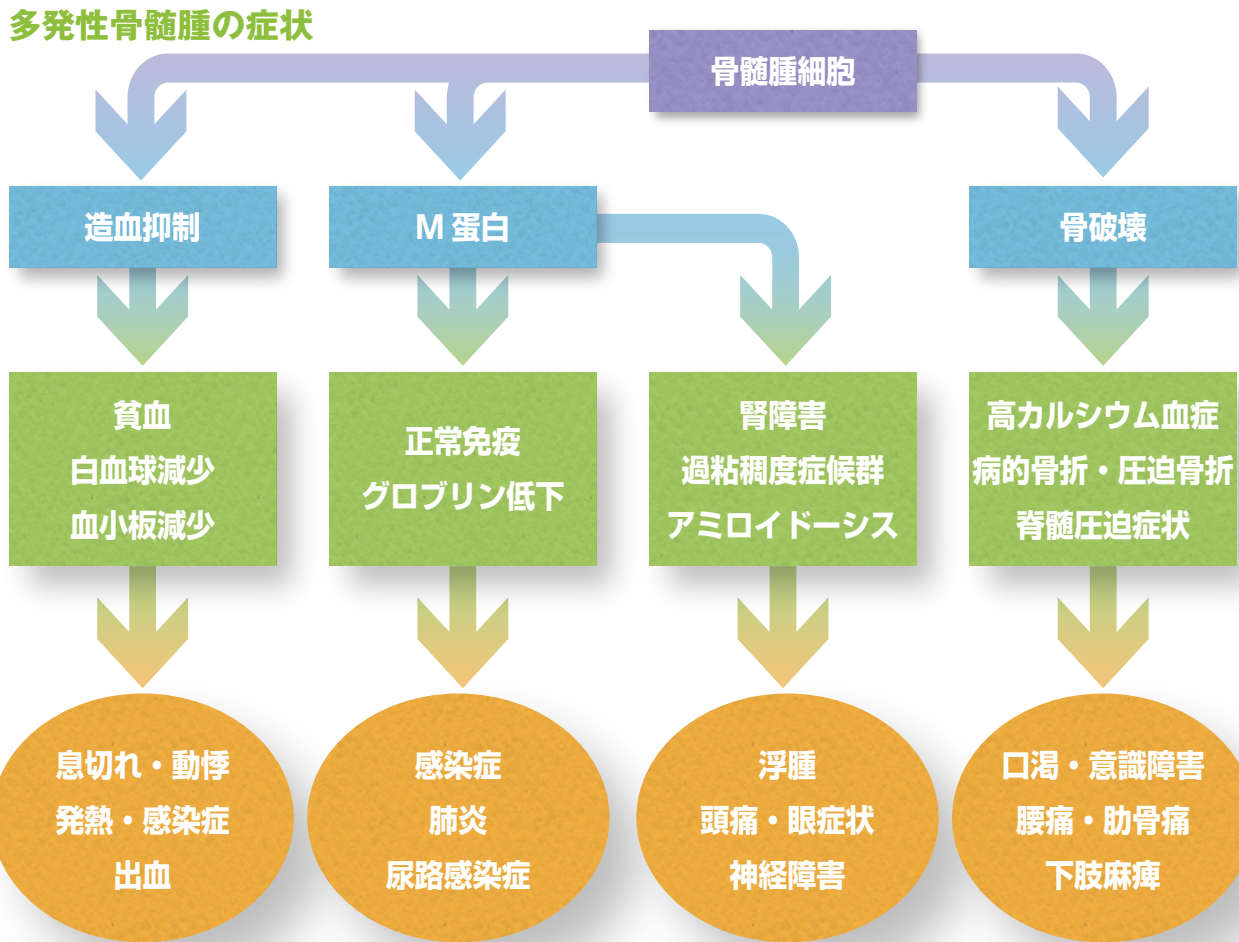 多発性骨髄腫の症状
骨髄腫細胞
造血抑制
M 蛋白
骨破壊
貧血
白血球減少
血小板減少
正常免疫
グロブリン低下
腎障害
過粘稠度症候群
アミロイドーシス
高カルシウム血症
病的骨折・圧迫骨折
脊髄圧迫症状
息切れ・動悸
発熱・感染症
出血
感染症
肺炎
尿路感染症
浮腫
頭痛・眼症状
神経障害
口渇・意識障害
腰痛・肋骨痛
下肢麻痺